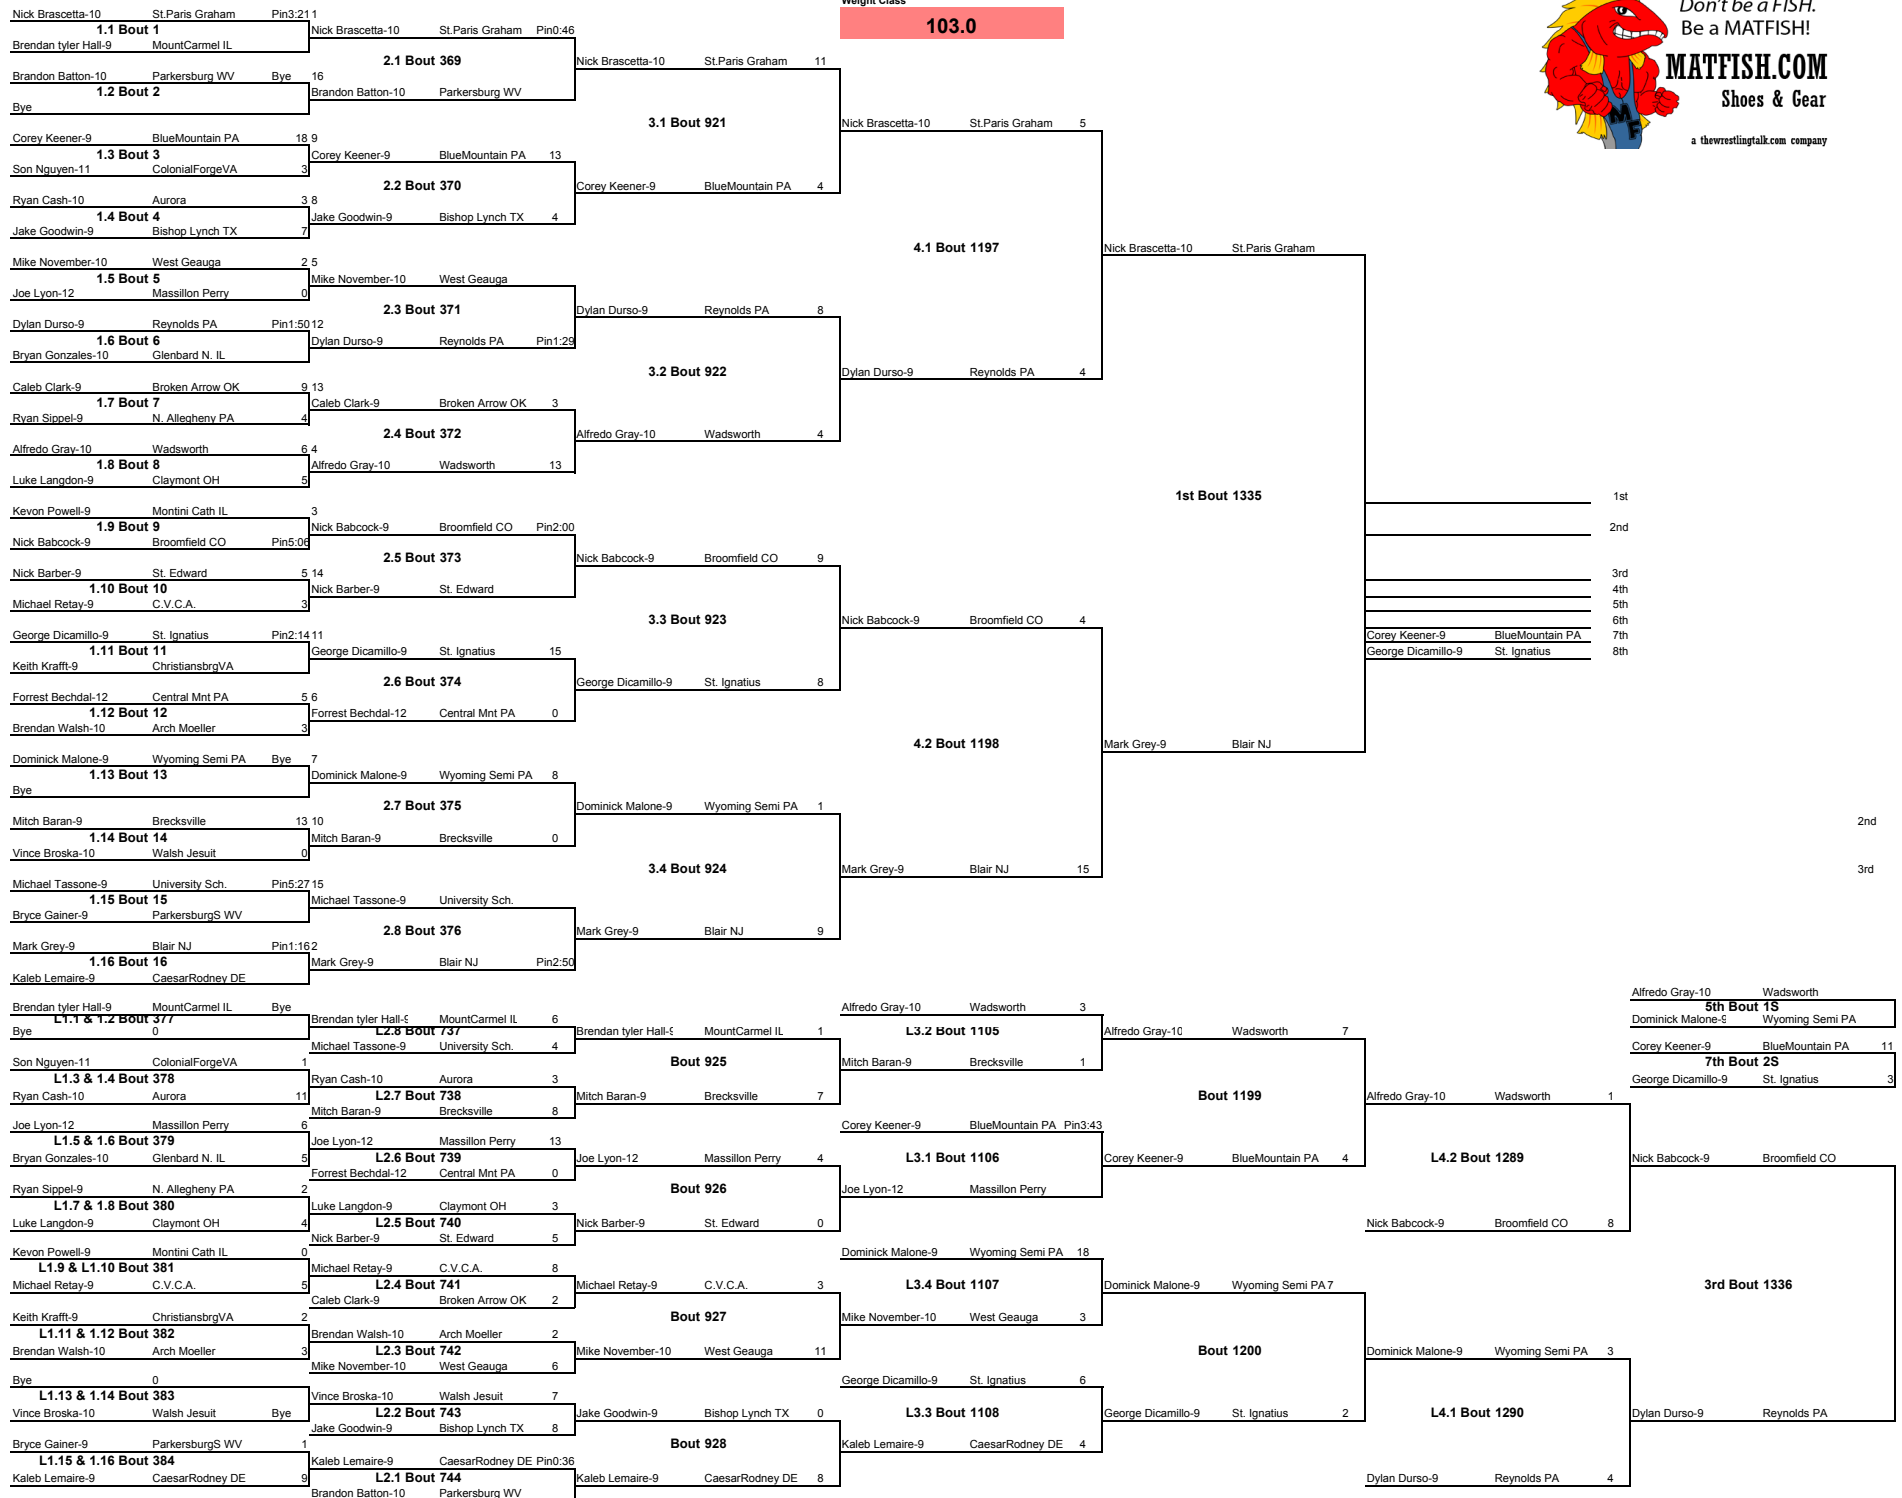 Weight Class
103.0
Don't be a FISH.
Be a MATFISH!
MATFISH.COM
Shoes & Gear
a thewrestlingtalk.com company
MF
Nick Brascetta-10 St.Paris Graham Pin3:21 1
1.1 Bout 1
Brendan tyler Hall-9 MountCarmel IL
Brandon Batton-10 Parkersburg WV Bye 16
1.2 Bout 2
Bye
Corey Keener-9 BlueMountain PA 18 9
1.3 Bout 3
Son Nguyen-11 ColonialForgeVA 3
Ryan Cash-10 Aurora 3 8
1.4 Bout 4
Jake Goodwin-9 Bishop Lynch TX 7
Mike November-10 West Geauga 2 5
1.5 Bout 5
Joe Lyon-12 Massillon Perry 0
Dylan Durso-9 Reynolds PA Pin1:50 12
1.6 Bout 6
Bryan Gonzales-10 Glenbard N. IL
Caleb Clark-9 Broken Arrow OK 9 13
1.7 Bout 7
Ryan Sippel-9 N. Allegheny PA 4
Alfredo Gray-10 Wadsworth 6 4
1.8 Bout 8
Luke Langdon-9 Claymont OH 5
Kevon Powell-9 Montini Cath IL 3
1.9 Bout 9
Nick Babcock-9 Broomfield CO Pin5:06
Nick Barber-9 St. Edward 5 14
1.10 Bout 10
Michael Retay-9 C.V.C.A. 3
George Dicamillo-9 St. Ignatius Pin2:14 11
1.11 Bout 11
Keith Krafft-9 ChristiansbrgVA
Forrest Bechdal-12 Central Mnt PA 5 6
1.12 Bout 12
Brendan Walsh-10 Arch Moeller 3
Dominick Malone-9 Wyoming Semi PA Bye 7
1.13 Bout 13
Bye
Mitch Baran-9 Brecksville 13 10
1.14 Bout 14
Vince Broska-10 Walsh Jesuit 0
Michael Tassone-9 University Sch. Pin5:27 15
1.15 Bout 15
Bryce Gainer-9 ParkersburgS WV
Mark Grey-9 Blair NJ Pin1:16 2
1.16 Bout 16
Kaleb Lemaire-9 CaesarRodney DE
Nick Brascetta-10 St.Paris Graham Pin0:46
2.1 Bout 369
Brandon Batton-10 Parkersburg WV
Corey Keener-9 BlueMountain PA 13
2.2 Bout 370
Jake Goodwin-9 Bishop Lynch TX 4
Mike November-10 West Geauga
2.3 Bout 371
Dylan Durso-9 Reynolds PA Pin1:29
Caleb Clark-9 Broken Arrow OK 3
2.4 Bout 372
Alfredo Gray-10 Wadsworth 13
Nick Babcock-9 Broomfield CO Pin2:00
2.5 Bout 373
Nick Barber-9 St. Edward
George Dicamillo-9 St. Ignatius 15
2.6 Bout 374
Forrest Bechdal-12 Central Mnt PA 0
Dominick Malone-9 Wyoming Semi PA 8
2.7 Bout 375
Mitch Baran-9 Brecksville 0
Michael Tassone-9 University Sch.
2.8 Bout 376
Mark Grey-9 Blair NJ Pin2:50
Nick Brascetta-10 St.Paris Graham 11
3.1 Bout 921
Corey Keener-9 BlueMountain PA 4
Dylan Durso-9 Reynolds PA 8
3.2 Bout 922
Alfredo Gray-10 Wadsworth 4
Nick Babcock-9 Broomfield CO 9
3.3 Bout 923
George Dicamillo-9 St. Ignatius 8
Dominick Malone-9 Wyoming Semi PA 1
3.4 Bout 924
Mark Grey-9 Blair NJ 9
Nick Brascetta-10 St.Paris Graham 5
4.1 Bout 1197
Dylan Durso-9 Reynolds PA 4
Nick Babcock-9 Broomfield CO 4
4.2 Bout 1198
Mark Grey-9 Blair NJ 15
Nick Brascetta-10 St.Paris Graham
1st Bout 1335
Mark Grey-9 Blair NJ
1st
2nd
3rd
4th
5th
6th
Corey Keener-9 BlueMountain PA 7th
George Dicamillo-9 St. Ignatius 8th
2nd
3rd
Brendan tyler Hall-9 MountCarmel IL Bye
L1.1 & 1.2 Bout 377
Bye 0
Son Nguyen-11 ColonialForgeVA 1
L1.3 & 1.4 Bout 378
Ryan Cash-10 Aurora 11
Joe Lyon-12 Massillon Perry 6
L1.5 & 1.6 Bout 379
Bryan Gonzales-10 Glenbard N. IL 5
Ryan Sippel-9 N. Allegheny PA 2
L1.7 & 1.8 Bout 380
Luke Langdon-9 Claymont OH 4
Kevon Powell-9 Montini Cath IL 0
L1.9 & L1.10 Bout 381
Michael Retay-9 C.V.C.A. 5
Keith Krafft-9 ChristiansbrgVA 2
L1.11 & 1.12 Bout 382
Brendan Walsh-10 Arch Moeller 3
Bye 0
L1.13 & 1.14 Bout 383
Vince Broska-10 Walsh Jesuit Bye
Bryce Gainer-9 ParkersburgS WV 1
L1.15 & 1.16 Bout 384
Kaleb Lemaire-9 CaesarRodney DE 9
Brendan tyler Hall-9 MountCarmel IL 6
L2.8 Bout 737
Michael Tassone-9 University Sch. 4
Ryan Cash-10 Aurora 3
L2.7 Bout 738
Mitch Baran-9 Brecksville 8
Joe Lyon-12 Massillon Perry 13
L2.6 Bout 739
Forrest Bechdal-12 Central Mnt PA 0
Luke Langdon-9 Claymont OH 3
L2.5 Bout 740
Nick Barber-9 St. Edward 5
Michael Retay-9 C.V.C.A. 8
L2.4 Bout 741
Caleb Clark-9 Broken Arrow OK 2
Brendan Walsh-10 Arch Moeller 2
L2.3 Bout 742
Mike November-10 West Geauga 6
Vince Broska-10 Walsh Jesuit 7
L2.2 Bout 743
Jake Goodwin-9 Bishop Lynch TX 8
Kaleb Lemaire-9 CaesarRodney DE Pin0:36
L2.1 Bout 744
Brandon Batton-10 Parkersburg WV
Brendan tyler Hall-9 MountCarmel IL 1
Bout 925
Mitch Baran-9 Brecksville 7
Joe Lyon-12 Massillon Perry 4
Bout 926
Nick Barber-9 St. Edward 0
Michael Retay-9 C.V.C.A. 3
Bout 927
Mike November-10 West Geauga 11
Jake Goodwin-9 Bishop Lynch TX 0
Bout 928
Kaleb Lemaire-9 CaesarRodney DE 8
Alfredo Gray-10 Wadsworth 3
L3.2 Bout 1105
Mitch Baran-9 Brecksville 1
Corey Keener-9 BlueMountain PA Pin3:43
L3.1 Bout 1106
Joe Lyon-12 Massillon Perry
Dominick Malone-9 Wyoming Semi PA 18
L3.4 Bout 1107
Mike November-10 West Geauga 3
George Dicamillo-9 St. Ignatius 6
L3.3 Bout 1108
Kaleb Lemaire-9 CaesarRodney DE 4
Alfredo Gray-10 Wadsworth 7
Bout 1199
Corey Keener-9 BlueMountain PA 4
Dominick Malone-9 Wyoming Semi PA 7
Bout 1200
George Dicamillo-9 St. Ignatius 2
Alfredo Gray-10 Wadsworth 1
L4.2 Bout 1289
Nick Babcock-9 Broomfield CO 8
Dominick Malone-9 Wyoming Semi PA 3
L4.1 Bout 1290
Dylan Durso-9 Reynolds PA 4
Alfredo Gray-10 Wadsworth
5th Bout 1S
Dominick Malone-9 Wyoming Semi PA
Corey Keener-9 BlueMountain PA 11
7th Bout 2S
George Dicamillo-9 St. Ignatius 3
Nick Babcock-9 Broomfield CO
3rd Bout 1336
Dylan Durso-9 Reynolds PA